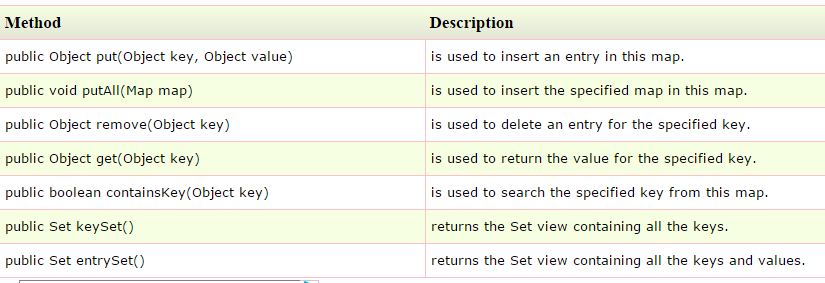 Method Description
public Object put(Object key, Object value) is used to insert an entry in this map.
public void putAll(Map map) is used to insert the specified map in this map.
public Object remove(Object key) is used to delete an entry for the specified key.
public Object get(Object key) is used to return the value for the specified key.
public boolean containsKey(Object key) is used to search the specified key from this map.
public Set keySet() returns the Set view containing all the keys.
public Set entrySet() returns the Set view containing all the keys and values.